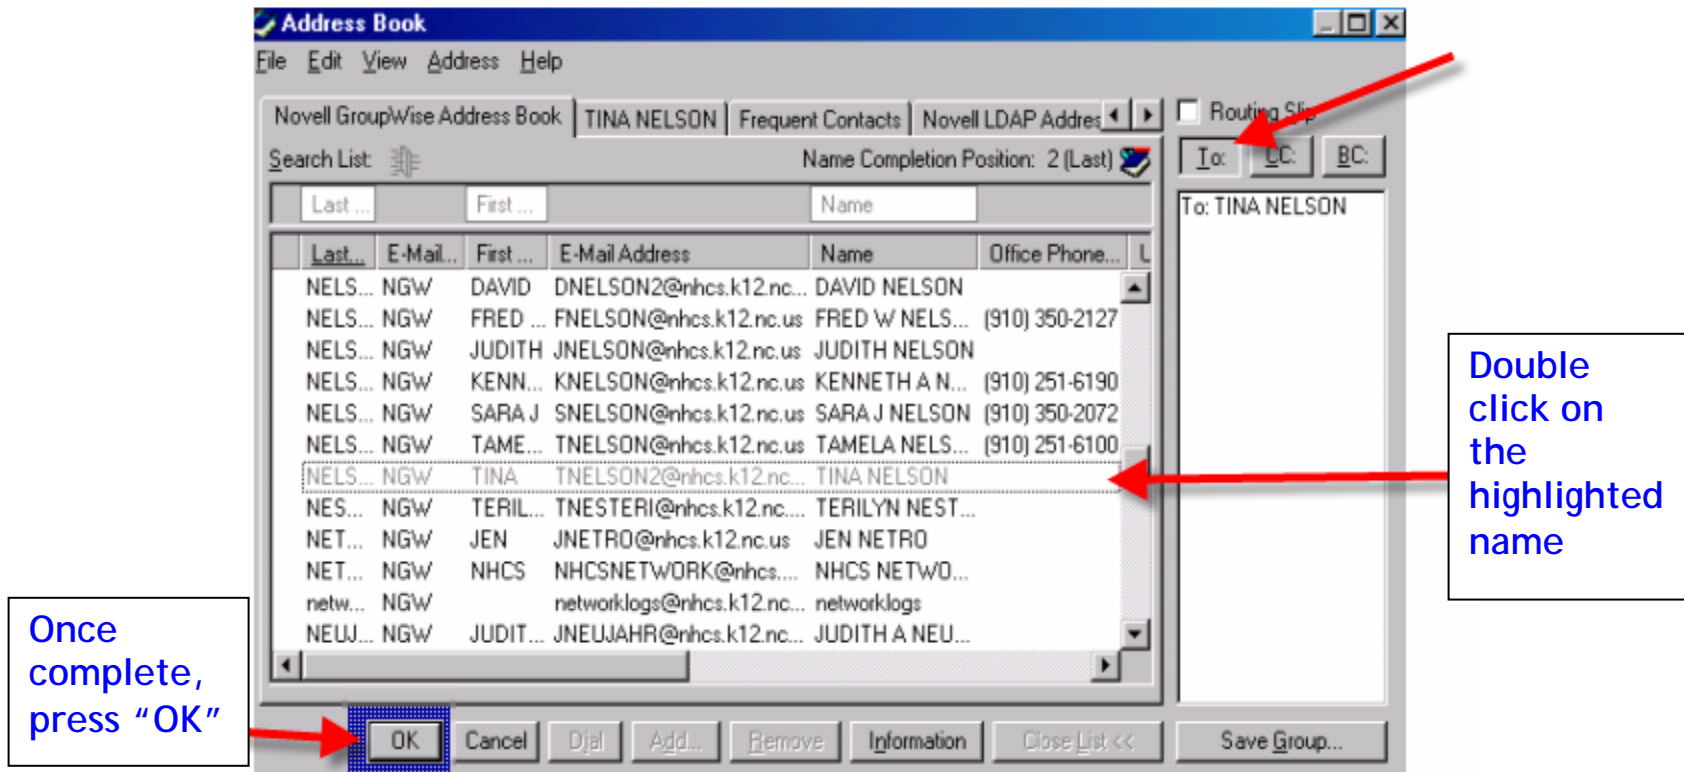 Address Book
File Edit View Address Help
Novell GroupWise Address Book TINA NELSON Frequent Contacts Novell LDAP Addres
Routing Slip
Search List: Name Completion Position: 2 (Last)
To: CC: BC:
Last ... First ... Name
To: TINA NELSON
Last... E-Mail... First ... E-Mail Address Name Office Phone... L
NELS... NGW DAVID DNELSON2@nhcs.k12.nc... DAVID NELSON
NELS... NGW FRED ... FNELSON@nhcs.k12.nc.us FRED W NELS... (910) 350-2127
NELS... NGW JUDITH JNELSON@nhcs.k12.nc.us JUDITH NELSON
NELS... NGW KENN... KNELSON@nhcs.k12.nc.us KENNETH A N... (910) 251-6190
NELS... NGW SARA J SNELSON@nhcs.k12.nc.us SARA J NELSON (910) 350-2072
NELS... NGW TAME... TNELSON@nhcs.k12.nc.us TAMELA NELS... (910) 251-6100
NELS... NGW TINA TNELSON2@nhcs.k12.nc... TINA NELSON
NES... NGW TERIL... TNESTERI@nhcs.k12.nc.... TERILYN NEST...
NET... NGW JEN JNETRO@nhcs.k12.nc.us JEN NETRO
NET... NGW NHCS NHCSNETWORK@nhcs.... NHCS NETWO...
netw... NGW networklogs@nhcs.k12.nc... networklogs
NEUJ... NGW JUDIT... JNEUJAHR@nhcs.k12.nc... JUDITH A NEU...
Double
click on
the
highlighted
name
Once
complete,
press “OK”
OK Cancel Dial Add... Remove Information Close List << Save Group...